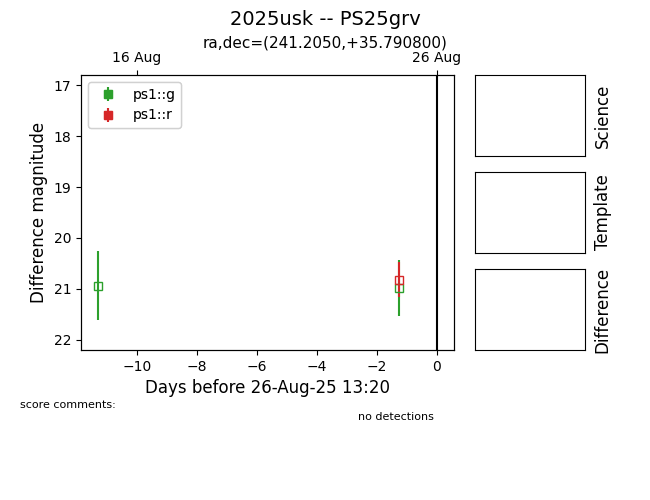 2025usk -- PS25grv
ra,dec=(241.2050,+35.790800)
16 Aug
26 Aug
ps1::g
ps1::r
17
18
19
20
21
22
Difference magnitude
−10
−8
−6
−4
−2
0
Days before 26-Aug-25 13:20
Science
Template
Difference
score comments:
no detections